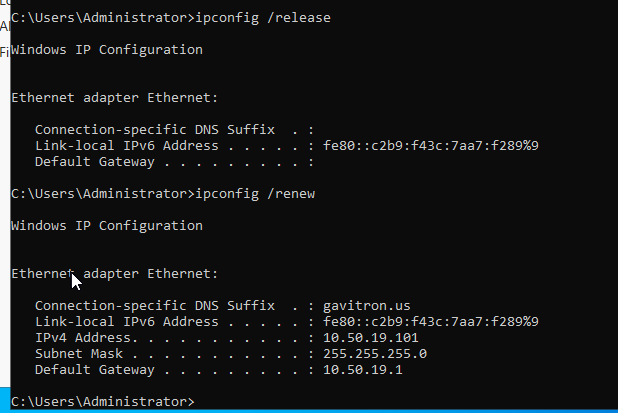 C:\Users\Administrator>ipconfig /release
Windows IP Configuration
Ethernet adapter Ethernet:
   Connection-specific DNS Suffix  . :
   Link-local IPv6 Address . . . . . : fe80::c2b9:f43c:7aa7:f289%9
   Default Gateway . . . . . . . . . :
C:\Users\Administrator>ipconfig /renew
Windows IP Configuration
Ethernet adapter Ethernet:
   Connection-specific DNS Suffix  . : gavitron.us
   Link-local IPv6 Address . . . . . : fe80::c2b9:f43c:7aa7:f289%9
   IPv4 Address. . . . . . . . . . . : 10.50.19.101
   Subnet Mask . . . . . . . . . . . : 255.255.255.0
   Default Gateway . . . . . . . . . : 10.50.19.1
C:\Users\Administrator>